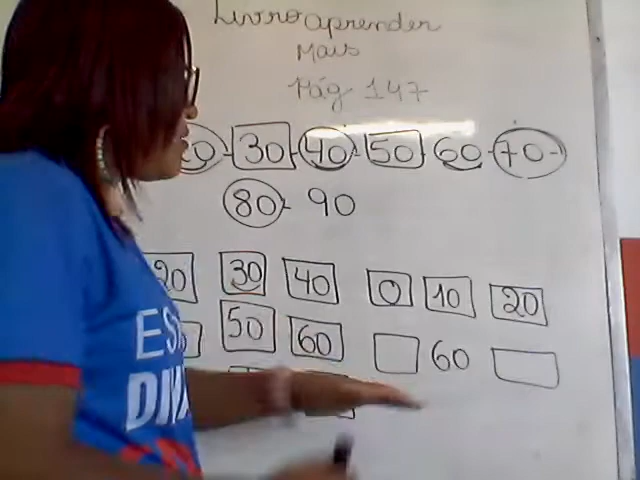 Livro aprender
Mais
Pág 147
20 - 30 - 40 - 50 - 60 - 70 -
80 - 90
20 30 40 0 10 20
50 60 60